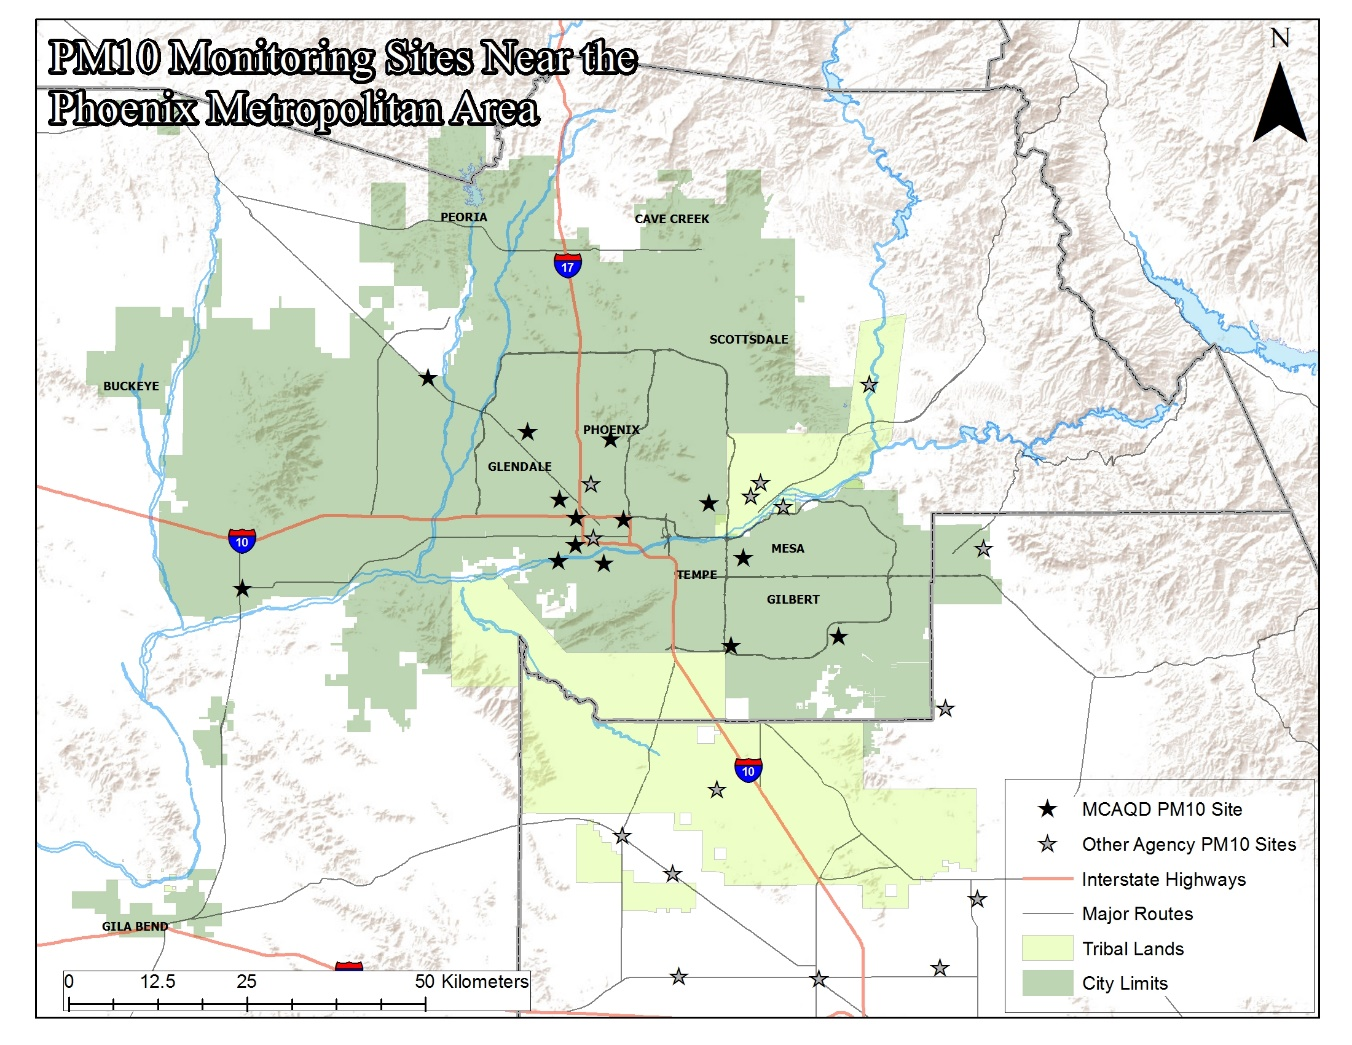 PM10 Monitoring Sites Near the
Phoenix Metropolitan Area
N
PEORIA
CAVE CREEK
17
SCOTTSDALE
BUCKEYE
PHOENIX
GLENDALE
10
MESA
TEMPE
GILBERT
10
GILA BEND
MCAQD PM10 Site
Other Agency PM10 Sites
Interstate Highways
Major Routes
Tribal Lands
City Limits
0 12.5 25 50 Kilometers